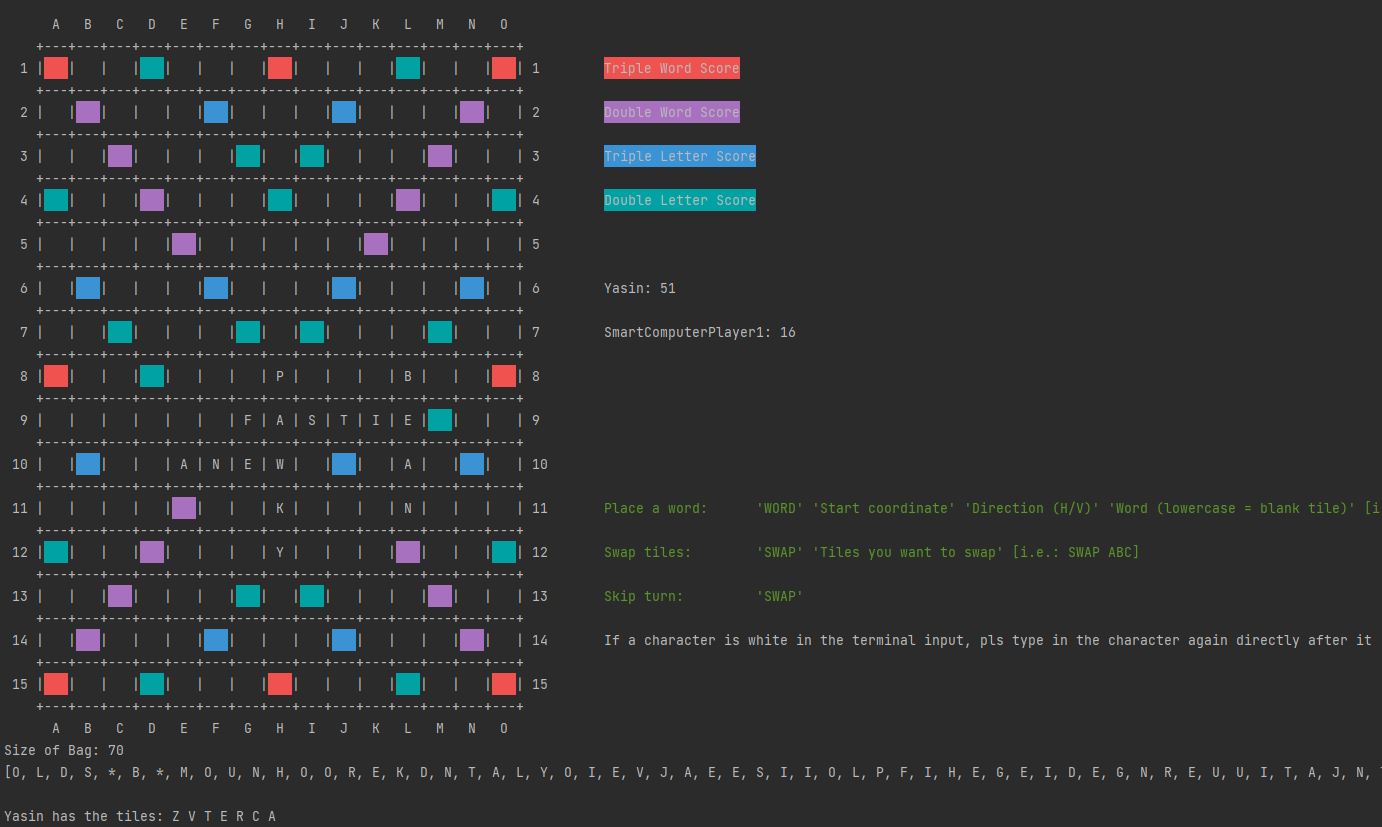 A B C D E F G H I J K L M N O
+---+---+---+---+---+---+---+---+---+---+---+---+---+---+---+
1 | | | | | | | | | | | | | | | | 1 Triple Word Score
+---+---+---+---+---+---+---+---+---+---+---+---+---+---+---+
2 | | | | | | | | | | | | | | | | 2 Double Word Score
+---+---+---+---+---+---+---+---+---+---+---+---+---+---+---+
3 | | | | | | | | | | | | | | | | 3 Triple Letter Score
+---+---+---+---+---+---+---+---+---+---+---+---+---+---+---+
4 | | | | | | | | | | | | | | | | 4 Double Letter Score
+---+---+---+---+---+---+---+---+---+---+---+---+---+---+---+
5 | | | | | | | | | | | | | | | | 5
+---+---+---+---+---+---+---+---+---+---+---+---+---+---+---+
6 | | | | | | | | | | | | | | | | 6 Yasin: 51
+---+---+---+---+---+---+---+---+---+---+---+---+---+---+---+
7 | | | | | | | | | | | | | | | | 7 SmartComputerPlayer1: 16
+---+---+---+---+---+---+---+---+---+---+---+---+---+---+---+
8 | | | | | | | | P | | | | B | | | | 8
+---+---+---+---+---+---+---+---+---+---+---+---+---+---+---+
9 | | | | | | | F | A | S | T | I | E | | | | 9
+---+---+---+---+---+---+---+---+---+---+---+---+---+---+---+
10 | | | | | A | N | E | W | | | | A | | | | 10
+---+---+---+---+---+---+---+---+---+---+---+---+---+---+---+
11 | | | | | | | | K | | | | N | | | | 11 Place a word: 'WORD' 'Start coordinate' 'Direction (H/V)' 'Word (lowercase = blank tile)' [i
+---+---+---+---+---+---+---+---+---+---+---+---+---+---+---+
12 | | | | | | | | Y | | | | | | | | 12 Swap tiles: 'SWAP' 'Tiles you want to swap' [i.e.: SWAP ABC]
+---+---+---+---+---+---+---+---+---+---+---+---+---+---+---+
13 | | | | | | | | | | | | | | | | 13 Skip turn: 'SWAP'
+---+---+---+---+---+---+---+---+---+---+---+---+---+---+---+
14 | | | | | | | | | | | | | | | | 14 If a character is white in the terminal input, pls type in the character again directly after it
+---+---+---+---+---+---+---+---+---+---+---+---+---+---+---+
15 | | | | | | | | | | | | | | | | 15
+---+---+---+---+---+---+---+---+---+---+---+---+---+---+---+
A B C D E F G H I J K L M N O
Size of Bag: 70
[O, L, D, S, *, B, *, M, O, U, N, H, O, O, R, E, K, D, N, T, A, L, Y, O, I, E, V, J, A, E, E, S, I, I, O, L, P, F, I, H, E, G, E, I, D, E, G, N, R, E, U, U, I, T, A, J, N,
Yasin has the tiles: Z V T E R C A